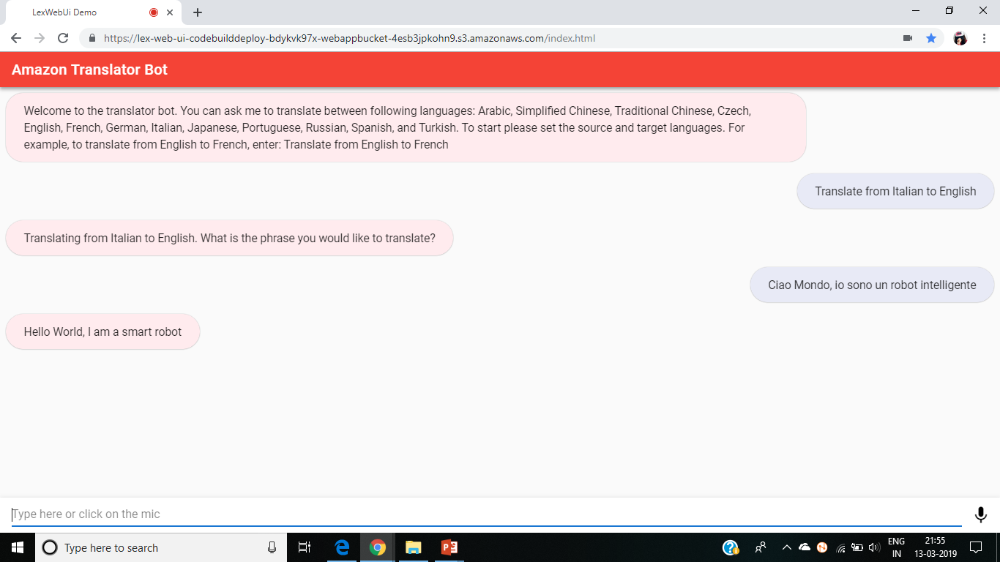 LexWebUi Demo
https://lex-web-ui-codebuilddeploy-bdykvk97x-webappbucket-4esb3jpkohn9.s3.amazonaws.com/index.html
Amazon Translator Bot
Welcome to the translator bot. You can ask me to translate between following languages: Arabic, Simplified Chinese, Traditional Chinese, Czech,
English, French, German, Italian, Japanese, Portuguese, Russian, Spanish, and Turkish. To start please set the source and target languages. For
example, to translate from English to French, enter: Translate from English to French
Translate from Italian to English
Translating from Italian to English. What is the phrase you would like to translate?
Ciao Mondo, io sono un robot intelligente
Hello World, I am a smart robot
Type here or click on the mic
Type here to search
ENG
IN
21:55
13-03-2019